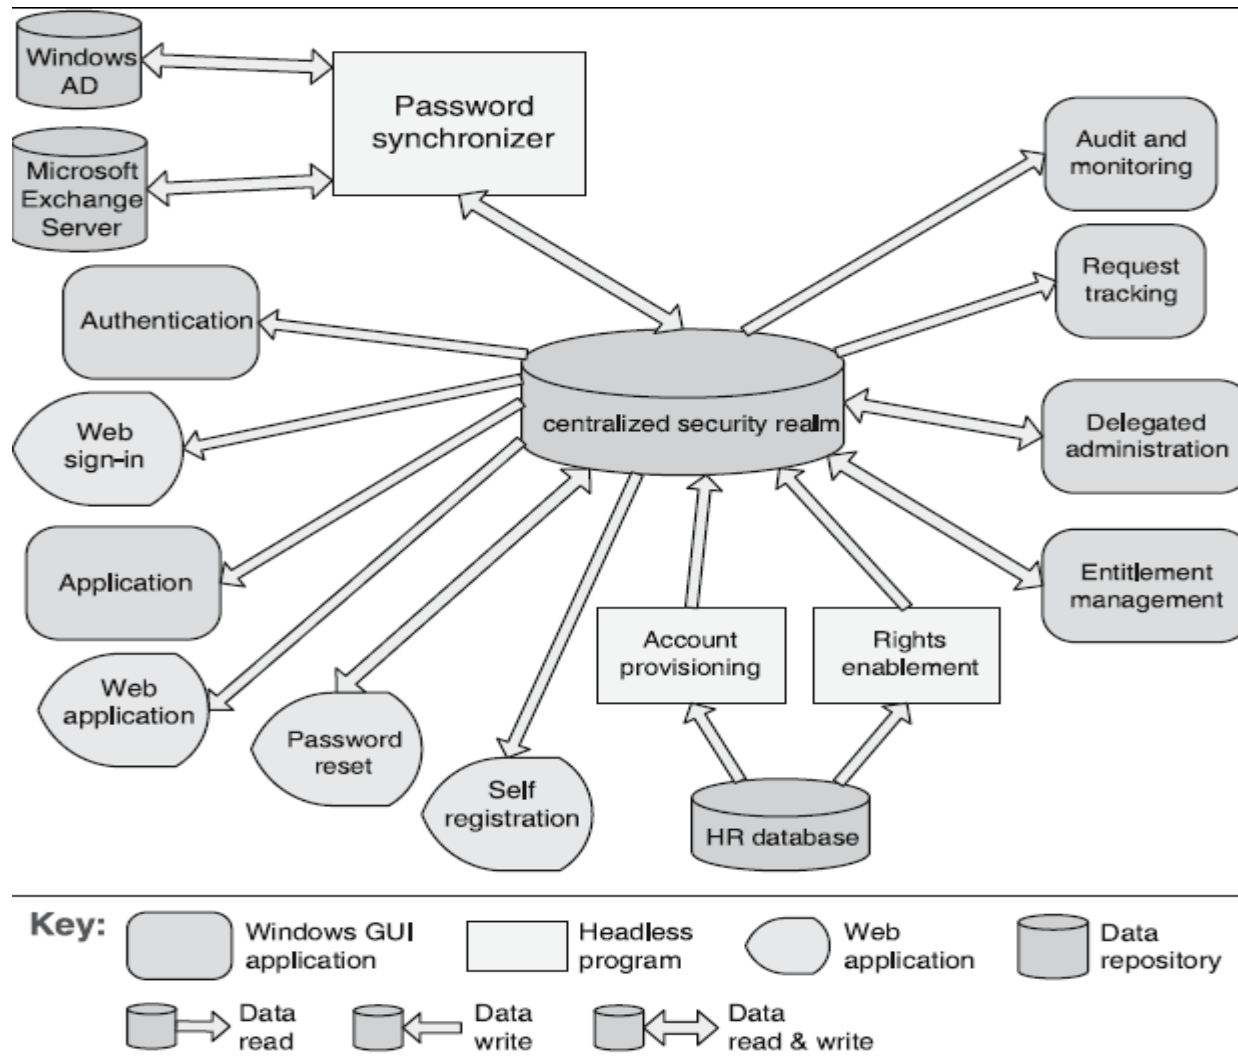 Windows
AD
Password
synchronizer
Microsoft
Exchange
Server
Audit and
monitoring
Request
tracking
Authentication
centralized security realm
Web
sign-in
Delegated
administration
Application
Entitlement
management
Account
provisioning
Rights
enablement
Web
application
Password
reset
Self
registration
HR database
Key:
Windows GUI
application
Headless
program
Web
application
Data
repository
Data
read
Data
write
Data
read & write